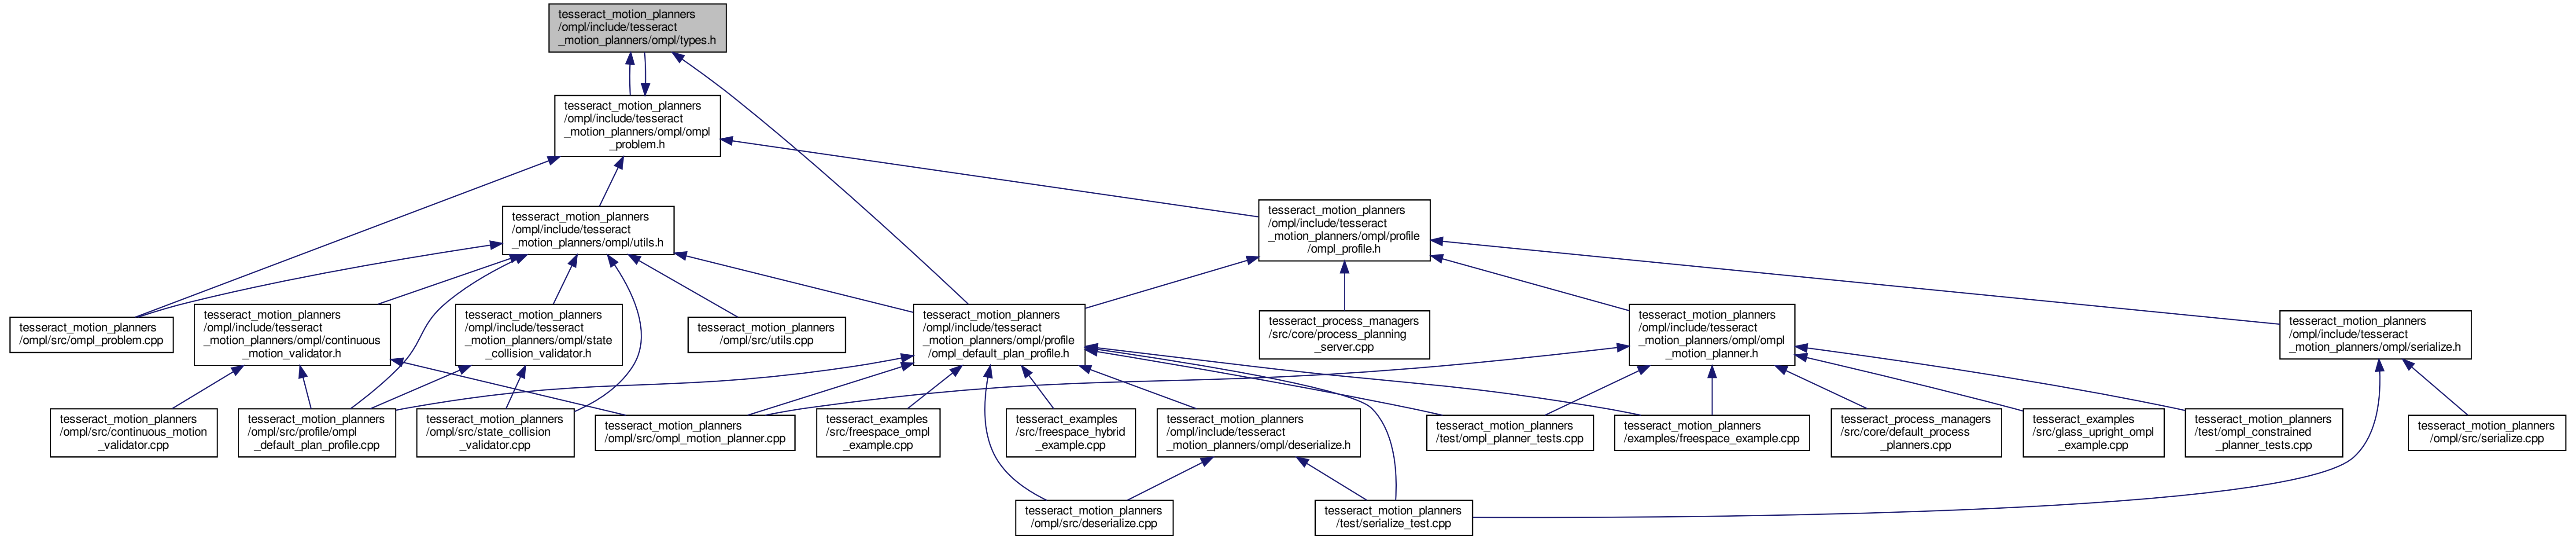 tesseract_motion_planners
/ompl/include/tesseract
_motion_planners/ompl/types.h
tesseract_motion_planners
/ompl/include/tesseract
_motion_planners/ompl/ompl
_problem.h
tesseract_motion_planners
/ompl/include/tesseract
_motion_planners/ompl/utils.h
tesseract_motion_planners
/ompl/include/tesseract
_motion_planners/ompl/profile
/ompl_profile.h
tesseract_motion_planners
/ompl/src/ompl_problem.cpp
tesseract_motion_planners
/ompl/include/tesseract
_motion_planners/ompl/continuous
_motion_validator.h
tesseract_motion_planners
/ompl/include/tesseract
_motion_planners/ompl/state
_collision_validator.h
tesseract_motion_planners
/ompl/src/utils.cpp
tesseract_motion_planners
/ompl/include/tesseract
_motion_planners/ompl/profile
/ompl_default_plan_profile.h
tesseract_process_managers
/src/core/process_planning
_server.cpp
tesseract_motion_planners
/ompl/include/tesseract
_motion_planners/ompl/ompl
_motion_planner.h
tesseract_motion_planners
/ompl/include/tesseract
_motion_planners/ompl/serialize.h
tesseract_motion_planners
/ompl/src/continuous_motion
_validator.cpp
tesseract_motion_planners
/ompl/src/profile/ompl
_default_plan_profile.cpp
tesseract_motion_planners
/ompl/src/state_collision
_validator.cpp
tesseract_motion_planners
/ompl/src/ompl_motion_planner.cpp
tesseract_examples
/src/freespace_ompl
_example.cpp
tesseract_examples
/src/freespace_hybrid
_example.cpp
tesseract_motion_planners
/ompl/include/tesseract
_motion_planners/ompl/deserialize.h
tesseract_motion_planners
/test/ompl_planner_tests.cpp
tesseract_motion_planners
/examples/freespace_example.cpp
tesseract_process_managers
/src/core/default_process
_planners.cpp
tesseract_examples
/src/glass_upright_ompl
_example.cpp
tesseract_motion_planners
/test/ompl_constrained
_planner_tests.cpp
tesseract_motion_planners
/ompl/src/serialize.cpp
tesseract_motion_planners
/ompl/src/deserialize.cpp
tesseract_motion_planners
/test/serialize_test.cpp